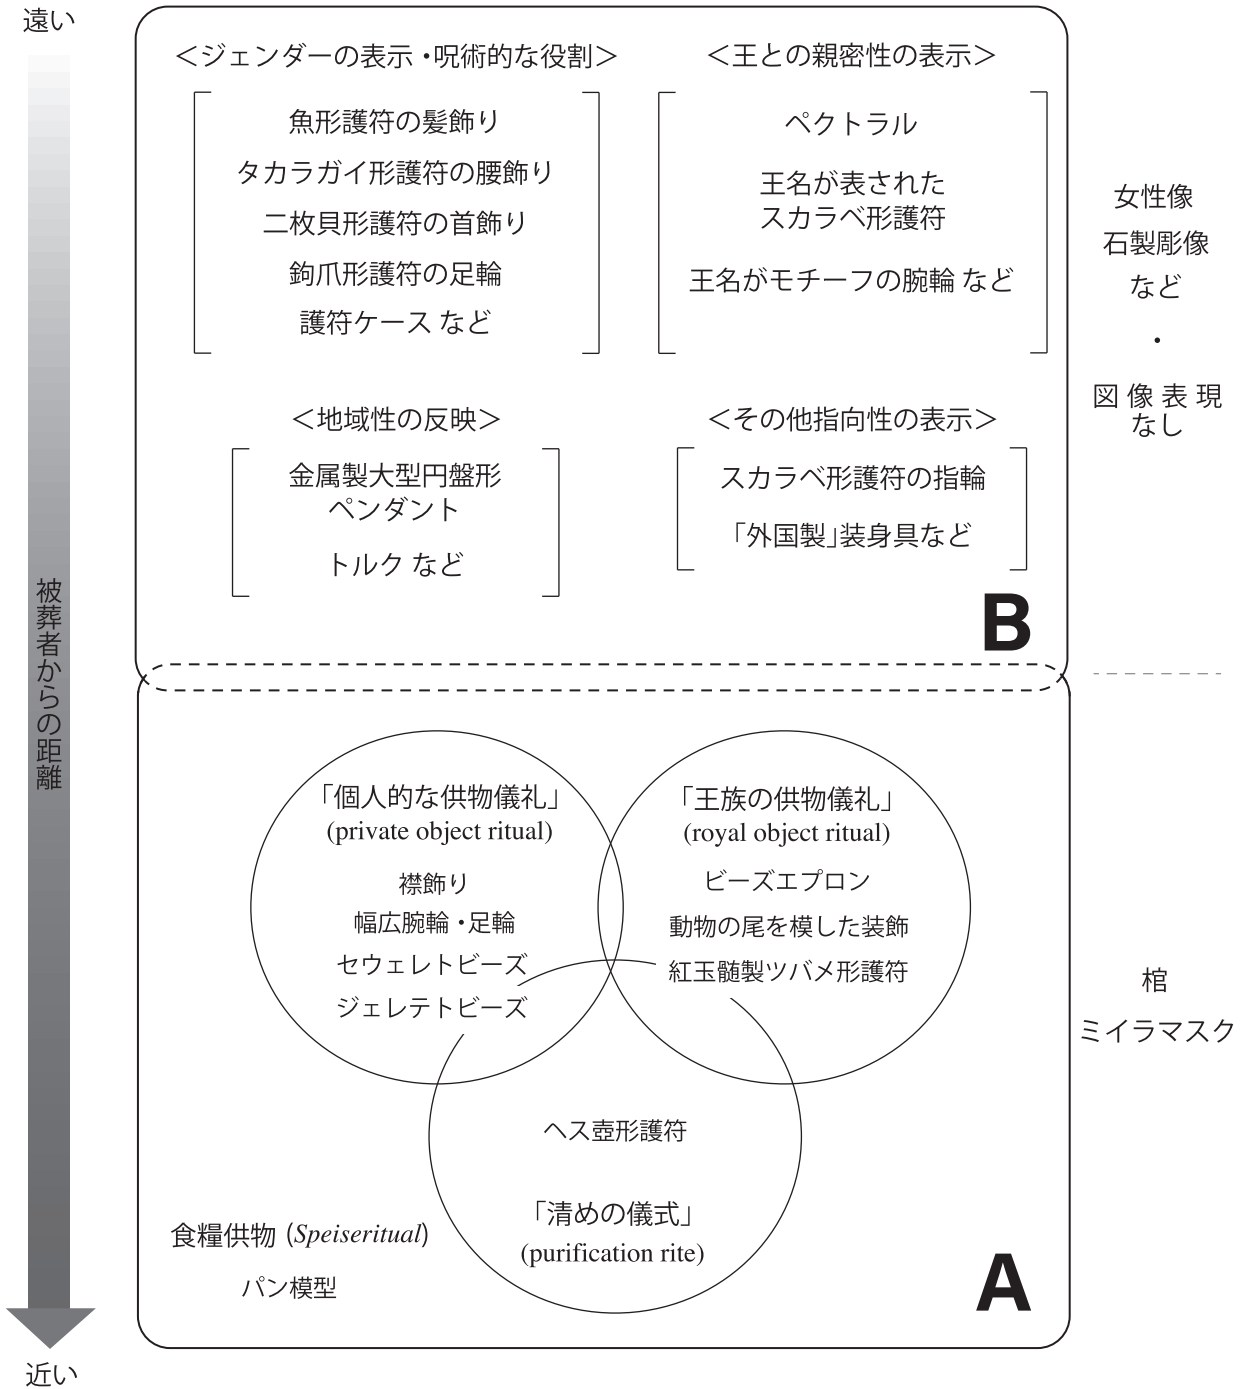 遠い
被葬者からの距離
近い
＜ジェンダーの表示・呪術的な役割＞
魚形護符の髪飾り
タカラガイ形護符の腰飾り
二枚貝形護符の首飾り
鉤爪形護符の足輪
護符ケース など
＜王との親密性の表示＞
ペクトラル
王名が表された
スカラベ形護符
王名がモチーフの腕輪 など
＜地域性の反映＞
金属製大型円盤形
ペンダント
トルク など
＜その他指向性の表示＞
スカラベ形護符の指輪
「外国製」装身具など
B
女性像
石製彫像
など
・
図像表現
なし
「個人的な供物儀礼」
(private object ritual)
襟飾り
幅広腕輪・足輪
セウェレトビーズ
ジェレテトビーズ
「王族の供物儀礼」
(royal object ritual)
ビーズエプロン
動物の尾を模した装飾
紅玉髄製ツバメ形護符
ヘス壺形護符
「清めの儀式」
(purification rite)
食糧供物 (Speiseritual)
パン模型
A
棺
ミイラマスク